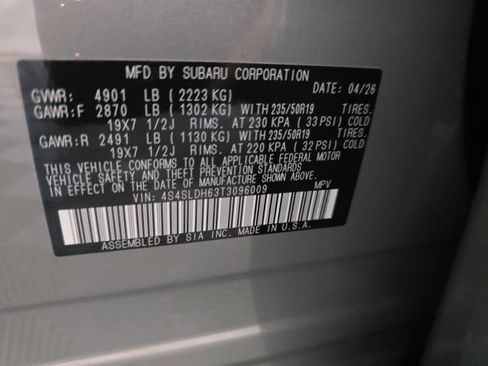 MFD BY SUBARU CORPORATION
DATE: 04/26
GVWR: 4901 LB ( 2223 KG)
GAWR:F 2870 LB ( 1302 KG) WITH 235/50R19 TIRES.
19X7 1/2J RIMS. AT 230 KPA ( 33 PSI) COLD
GAWR:R 2491 LB ( 1130 KG) WITH 235/50R19 TIRES.
19X7 1/2J RIMS. AT 220 KPA ( 32 PSI) COLD
THIS VEHICLE CONFORMS TO ALL APPLICABLE FEDERAL MOTOR
VEHICLE SAFETY, BUMPER, AND THEFT PREVENTION STANDARDS
IN EFFECT ON THE DATE OF MANUFACTURE SHOWN ABOVE.
VIN: 4S4SLDH63T3096009 MPV
ASSEMBLED BY SIA INC. MADE IN U.S.A.